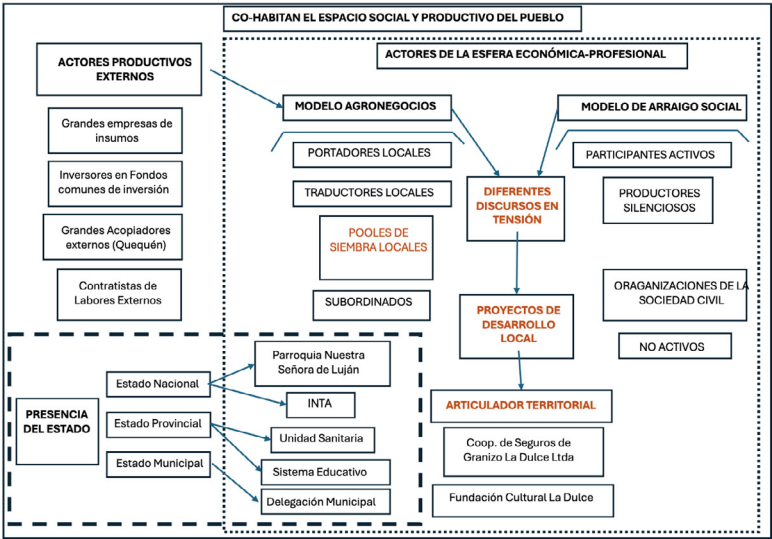 CO-HABITAN EL ESPACIO SOCIAL Y PRODUCTIVO DEL PUEBLO
ACTORES PRODUCTIVOS
EXTERNOS
Grandes empresas de
insumos
Inversores en Fondos
comunes de inversión
Grandes Acopiadores
externos (Quequén)
Contratistas de
Labores Externos
ACTORES DE LA ESFERA ECONÓMICA-PROFESIONAL
MODELO AGRONEGOCIOS
PORTADORES LOCALES
TRADUCTORES LOCALES
POOLES DE
SIEMBRA LOCALES
SUBORDINADOS
MODELO DE ARRAIGO SOCIAL
PARTICIPANTES ACTIVOS
PRODUCTORES
SILENCIOSOS
ORAGANIZACIONES DE LA
SOCIEDAD CIVIL
NO ACTIVOS
DIFERENTES
DISCURSOS EN
TENSIÓN
PROYECTOS DE
DESARROLLO
LOCAL
ARTICULADOR TERRITORIAL
Coop. de Seguros de
Granizo La Dulce Ltda
Fundación Cultural La Dulce
PRESENCIA
DEL ESTADO
Estado Nacional
Estado Provincial
Estado Municipal
Parroquia Nuestra
Señora de Luján
INTA
Unidad Sanitaria
Sistema Educativo
Delegación Municipal